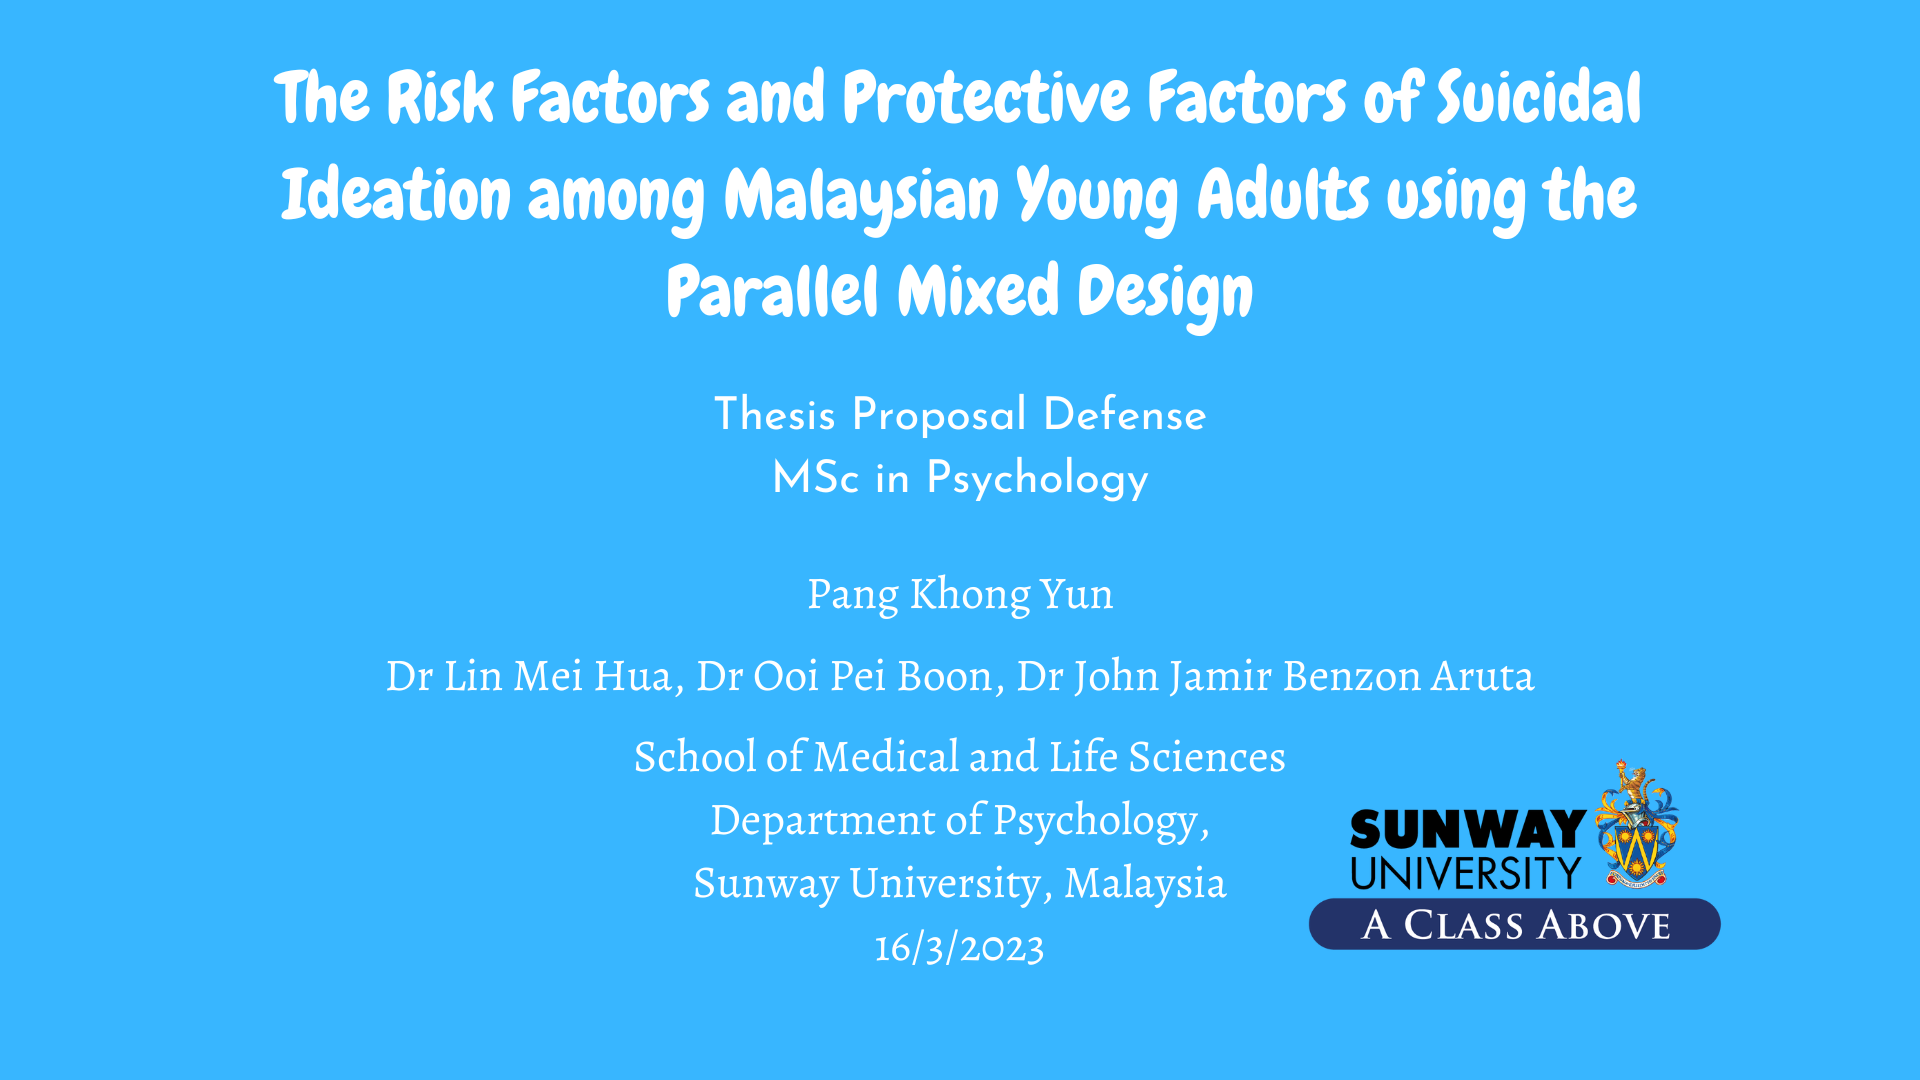 The Risk Factors and Protective Factors of Suicidal
Ideation among Malaysian Young Adults using the
Parallel Mixed Design
Thesis Proposal Defense
MSc in Psychology
Pang Khong Yun
Dr Lin Mei Hua, Dr Ooi Pei Boon, Dr John Jamir Benzon Aruta
School of Medical and Life Sciences
Department of Psychology,
Sunway University, Malaysia
16/3/2023
SUNWAY
UNIVERSITY
A CLASS ABOVE